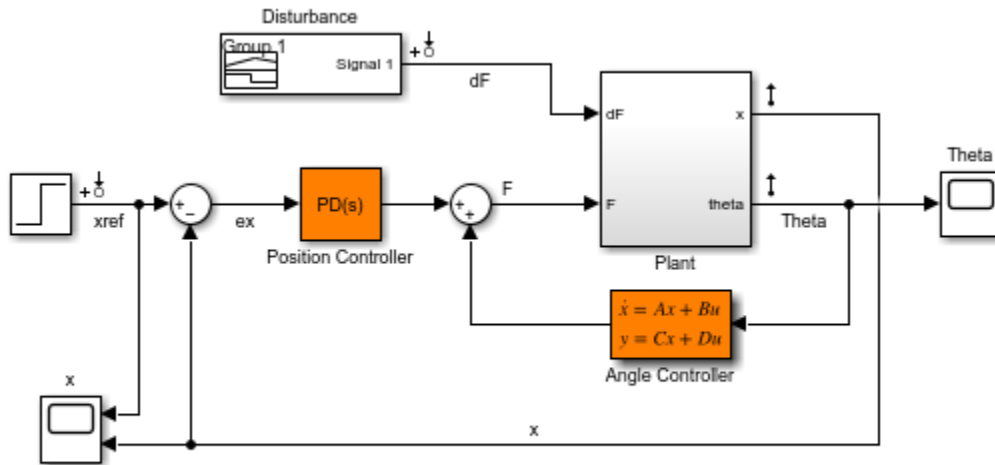 Disturbance
Group 1
Signal 1
+
dF
dF
x
xref
+
+
−
ex
PD(s)
Position Controller
+
+
F
F
theta
Plant
Theta
Theta
ẋ = Ax + Bu
y = Cx + Du
Angle Controller
x
x